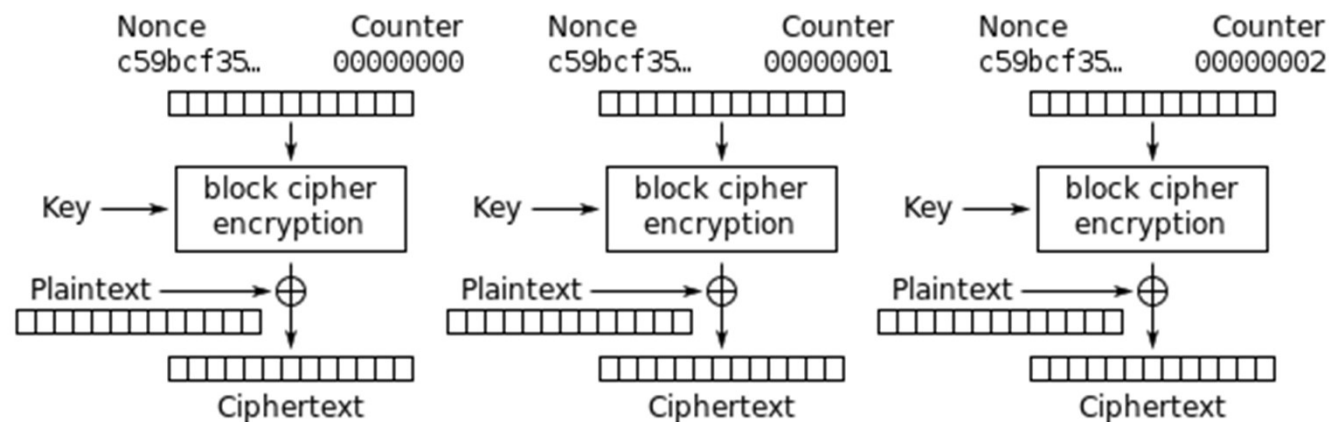 Nonce Counter Nonce Counter Nonce Counter
c59bcf35… 00000000 c59bcf35… 00000001 c59bcf35… 00000002
block cipher block cipher block cipher
Key Key Key
encryption encryption encryption
Plaintext Plaintext Plaintext
Ciphertext Ciphertext Ciphertext